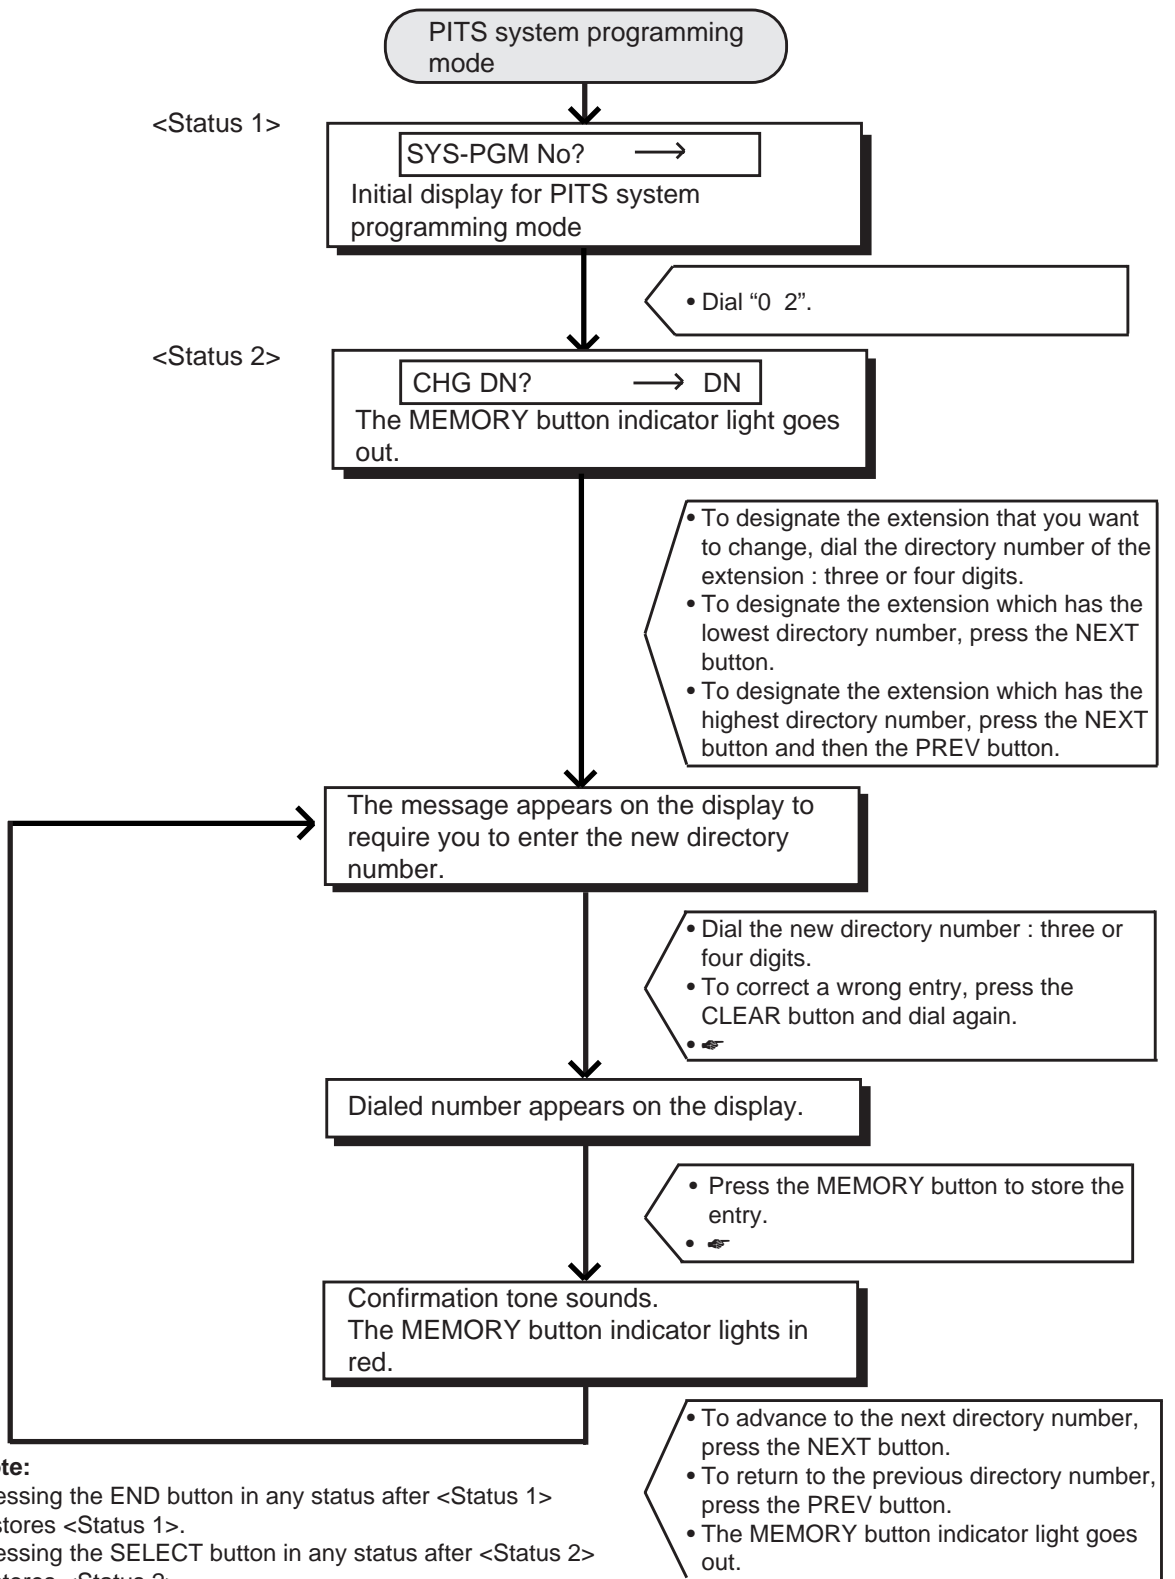 PITS system programming
mode
<Status 1>
SYS-PGM No? →
Initial display for PITS system
programming mode
• Dial “0 2”.
<Status 2>
CHG DN? → DN
The MEMORY button indicator light goes
out.
• To designate the extension that you want
to change, dial the directory number of the
extension : three or four digits.
• To designate the extension which has the
lowest directory number, press the NEXT
button.
• To designate the extension which has the
highest directory number, press the NEXT
button and then the PREV button.
The message appears on the display to
require you to enter the new directory
number.
• Dial the new directory number : three or
four digits.
• To correct a wrong entry, press the
CLEAR button and dial again.
• ☛
Dialed number appears on the display.
• Press the MEMORY button to store the
entry.
• ☛
Confirmation tone sounds.
The MEMORY button indicator lights in
red.
• To advance to the next directory number,
press the NEXT button.
• To return to the previous directory number,
press the PREV button.
• The MEMORY button indicator light goes
out.
te:
essing the END button in any status after <Status 1>
stores <Status 1>.
essing the SELECT button in any status after <Status 2>